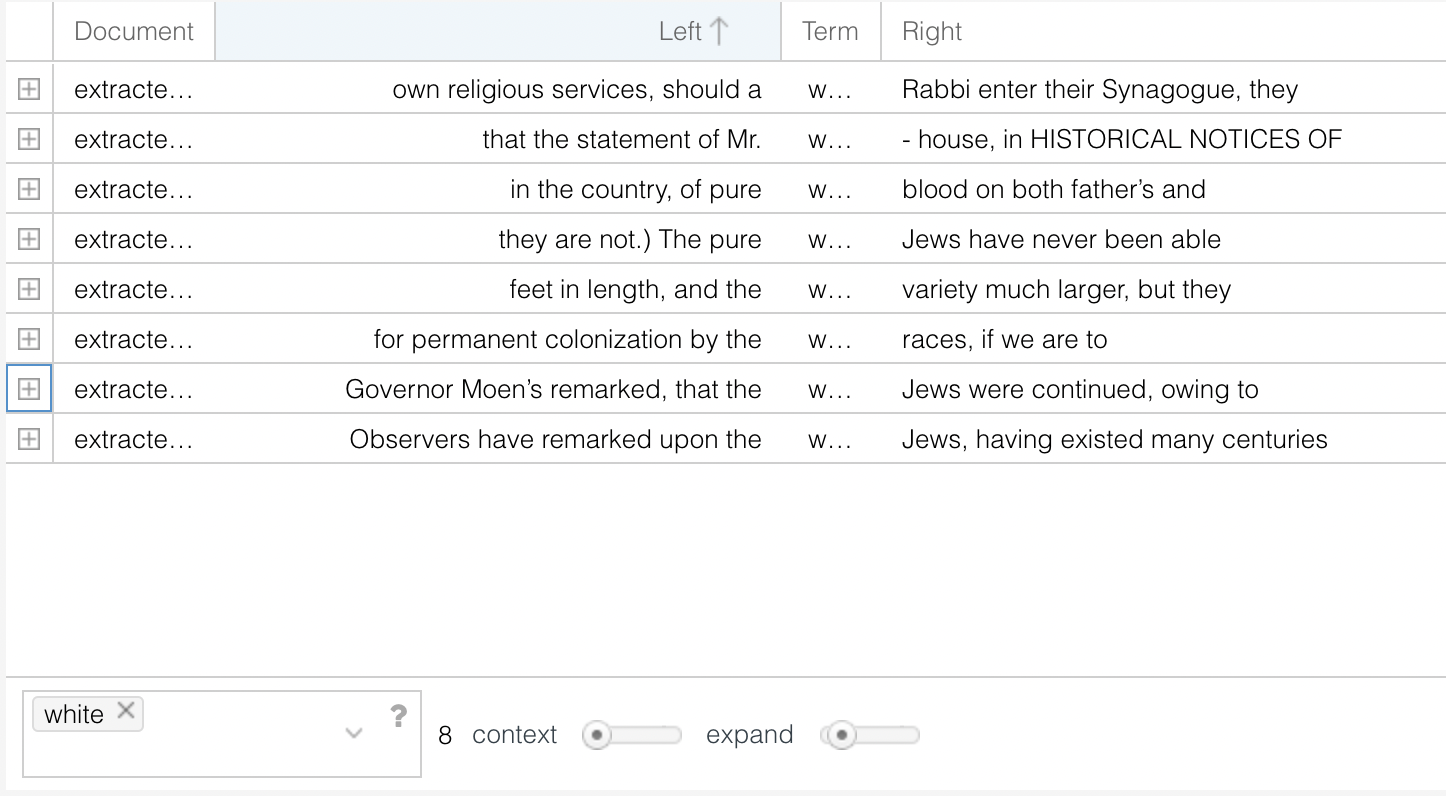 Document Left ↑ Term Right
extracte… own religious services, should a w… Rabbi enter their Synagogue, they
extracte… that the statement of Mr. w… - house, in HISTORICAL NOTICES OF
extracte… in the country, of pure w… blood on both father’s and
extracte… they are not.) The pure w… Jews have never been able
extracte… feet in length, and the w… variety much larger, but they
extracte… for permanent colonization by the w… races, if we are to
extracte… Governor Moen’s remarked, that the w… Jews were continued, owing to
extracte… Observers have remarked upon the w… Jews, having existed many centuries
white ? 8 context expand